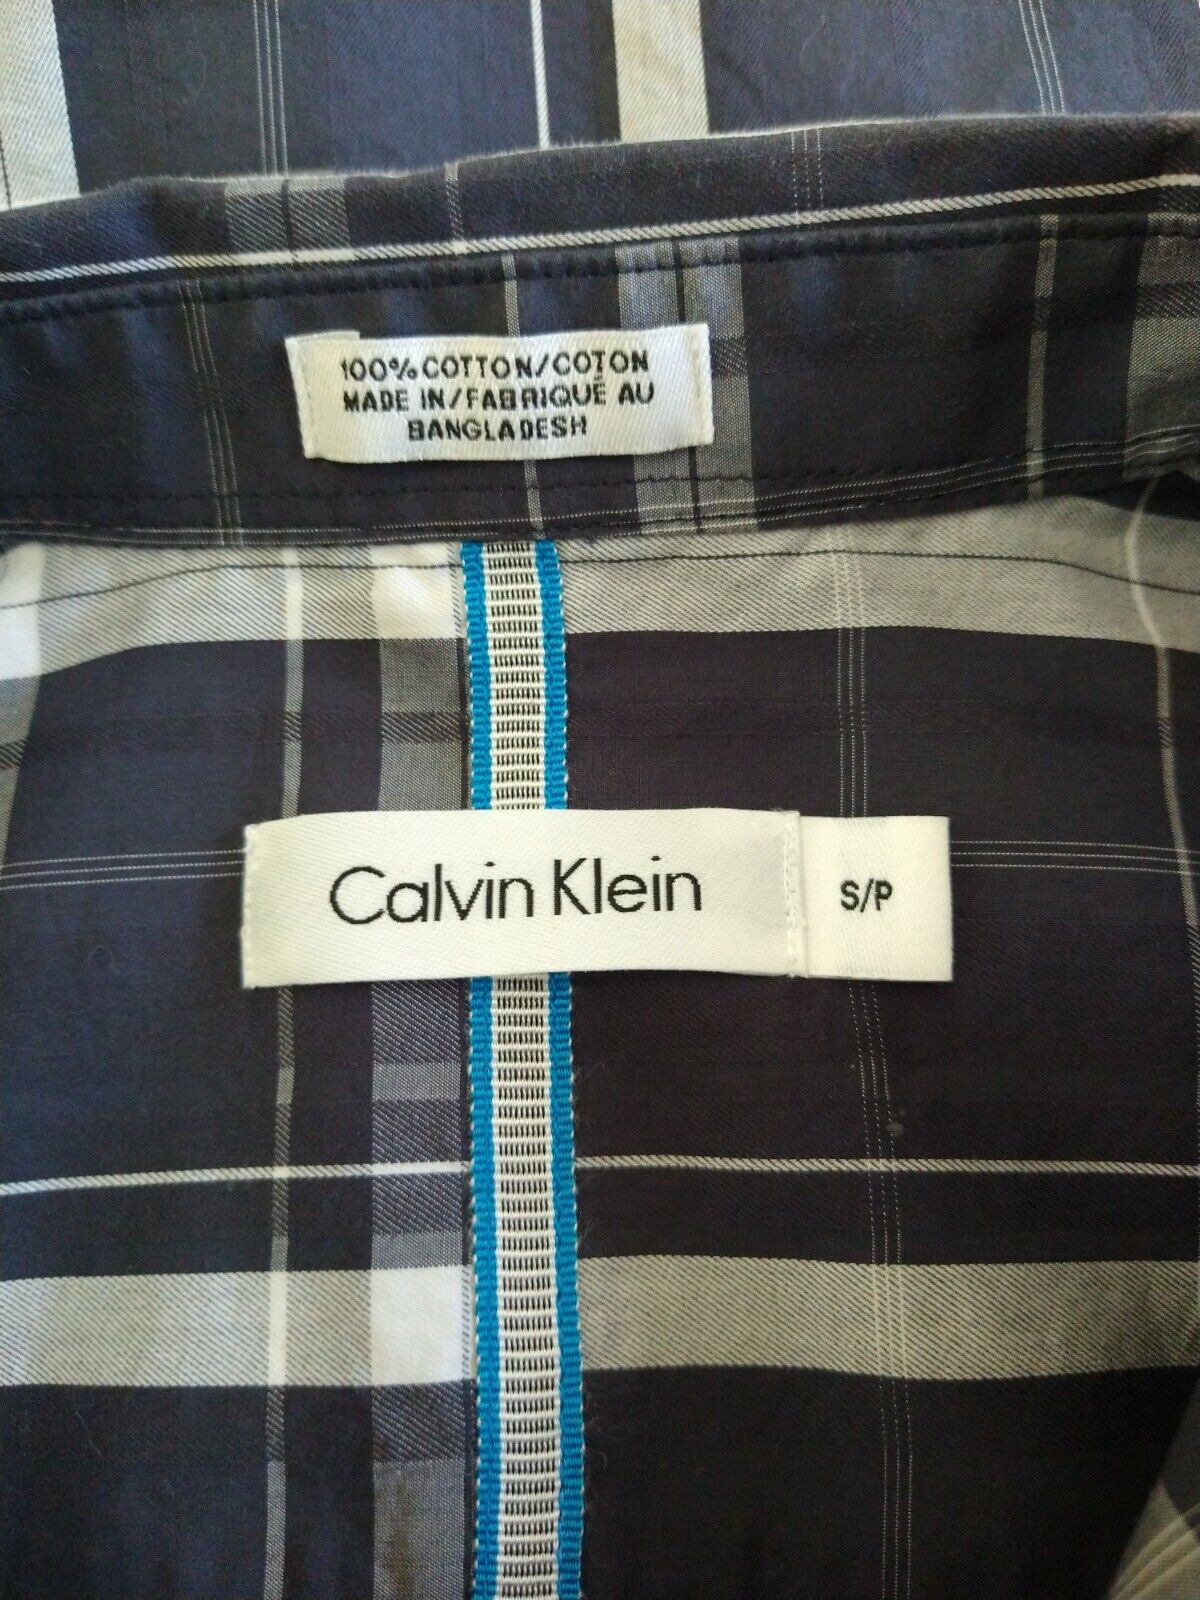 100% COTTON/COTON
MADE IN/FABRIQUÉ AU
BANGLADESH
Calvin Klein
S/P